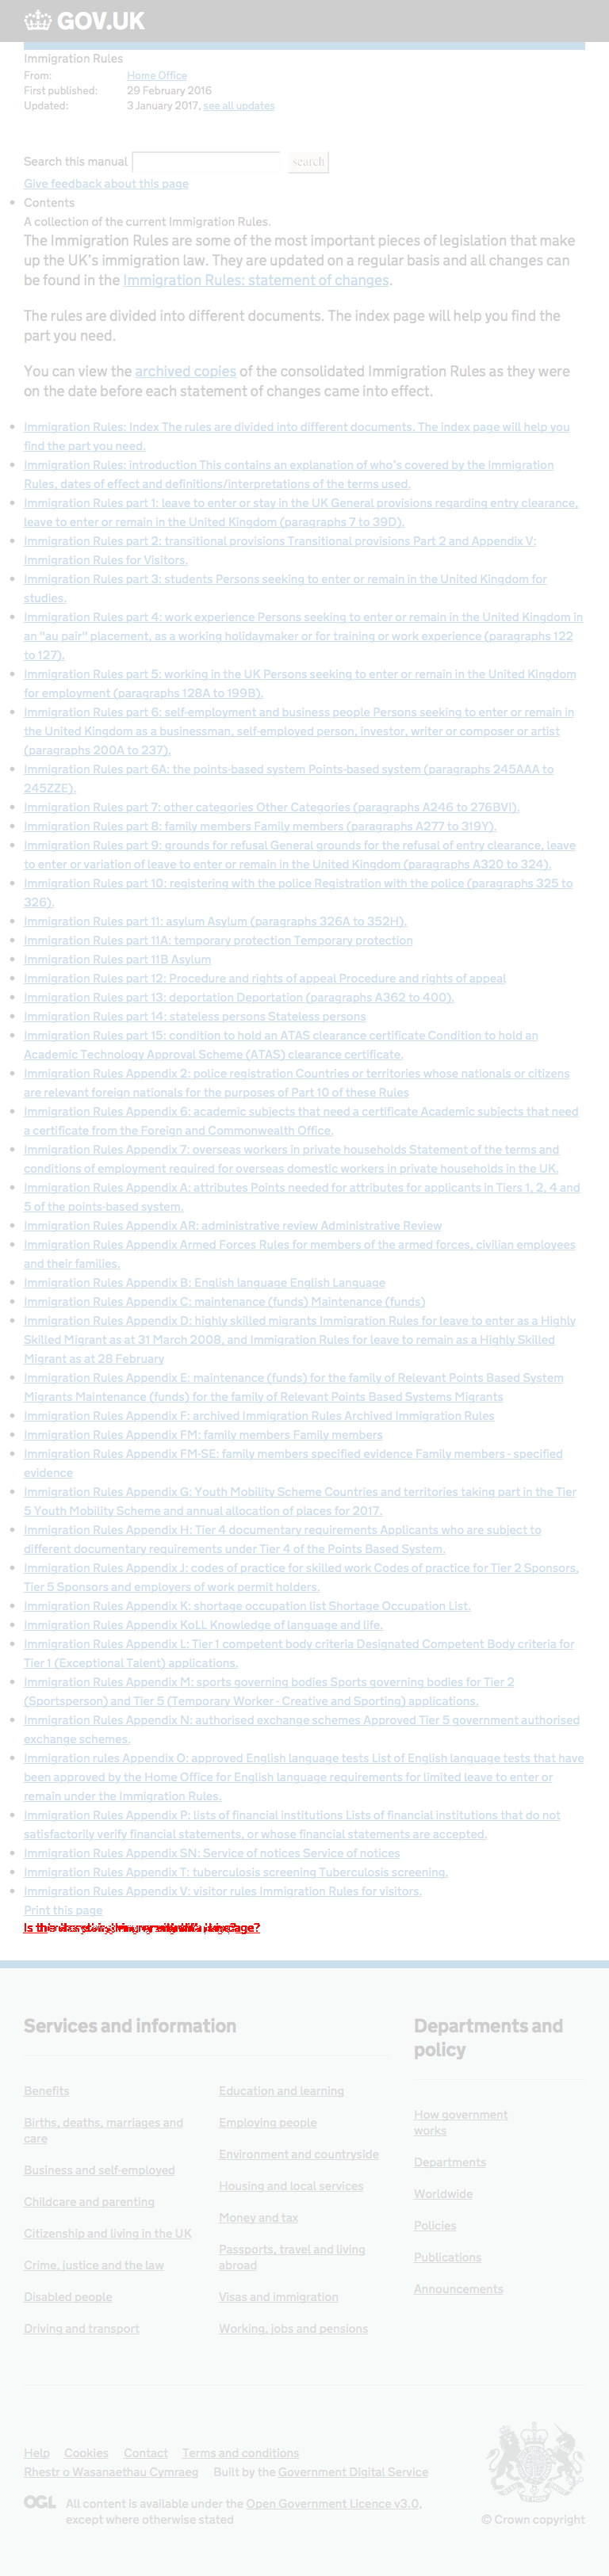 GOV.UK
Immigration Rules
From: Home Office
First published: 29 February 2016
Updated: 3 January 2017, see all updates
Search this manual search
Give feedback about this page
Contents
A collection of the current Immigration Rules.
The Immigration Rules are some of the most important pieces of legislation that make
up the UK’s immigration law. They are updated on a regular basis and all changes can
be found in the Immigration Rules: statement of changes.
The rules are divided into different documents. The index page will help you find the
part you need.
You can view the archived copies of the consolidated Immigration Rules as they were
on the date before each statement of changes came into effect.
Immigration Rules: Index The rules are divided into different documents. The index page will help you
find the part you need.
Immigration Rules: introduction This contains an explanation of who’s covered by the Immigration
Rules, dates of effect and definitions/interpretations of the terms used.
Immigration Rules part 1: leave to enter or stay in the UK General provisions regarding entry clearance,
leave to enter or remain in the United Kingdom (paragraphs 7 to 39D).
Immigration Rules part 2: transitional provisions Transitional provisions Part 2 and Appendix V:
Immigration Rules for Visitors.
Immigration Rules part 3: students Persons seeking to enter or remain in the United Kingdom for
studies.
Immigration Rules part 4: work experience Persons seeking to enter or remain in the United Kingdom in
an "au pair" placement, as a working holidaymaker or for training or work experience (paragraphs 122
to 127).
Immigration Rules part 5: working in the UK Persons seeking to enter or remain in the United Kingdom
for employment (paragraphs 128A to 199B).
Immigration Rules part 6: self-employment and business people Persons seeking to enter or remain in
the United Kingdom as a businessman, self-employed person, investor, writer or composer or artist
(paragraphs 200A to 237).
Immigration Rules part 6A: the points-based system Points-based system (paragraphs 245AAA to
245ZZE).
Immigration Rules part 7: other categories Other Categories (paragraphs A246 to 276BVI).
Immigration Rules part 8: family members Family members (paragraphs A277 to 319Y).
Immigration Rules part 9: grounds for refusal General grounds for the refusal of entry clearance, leave
to enter or variation of leave to enter or remain in the United Kingdom (paragraphs A320 to 324).
Immigration Rules part 10: registering with the police Registration with the police (paragraphs 325 to
326).
Immigration Rules part 11: asylum Asylum (paragraphs 326A to 352H).
Immigration Rules part 11A: temporary protection Temporary protection
Immigration Rules part 11B Asylum
Immigration Rules part 12: Procedure and rights of appeal Procedure and rights of appeal
Immigration Rules part 13: deportation Deportation (paragraphs A362 to 400).
Immigration Rules part 14: stateless persons Stateless persons
Immigration Rules part 15: condition to hold an ATAS clearance certificate Condition to hold an
Academic Technology Approval Scheme (ATAS) clearance certificate.
Immigration Rules Appendix 2: police registration Countries or territories whose nationals or citizens
are relevant foreign nationals for the purposes of Part 10 of these Rules
Immigration Rules Appendix 6: academic subjects that need a certificate Academic subjects that need
a certificate from the Foreign and Commonwealth Office.
Immigration Rules Appendix 7: overseas workers in private households Statement of the terms and
conditions of employment required for overseas domestic workers in private households in the UK.
Immigration Rules Appendix A: attributes Points needed for attributes for applicants in Tiers 1, 2, 4 and
5 of the points-based system.
Immigration Rules Appendix AR: administrative review Administrative Review
Immigration Rules Appendix Armed Forces Rules for members of the armed forces, civilian employees
and their families.
Immigration Rules Appendix B: English language English Language
Immigration Rules Appendix C: maintenance (funds) Maintenance (funds)
Immigration Rules Appendix D: highly skilled migrants Immigration Rules for leave to enter as a Highly
Skilled Migrant as at 31 March 2008, and Immigration Rules for leave to remain as a Highly Skilled
Migrant as at 28 February
Immigration Rules Appendix E: maintenance (funds) for the family of Relevant Points Based System
Migrants Maintenance (funds) for the family of Relevant Points Based Systems Migrants
Immigration Rules Appendix F: archived Immigration Rules Archived Immigration Rules
Immigration Rules Appendix FM: family members Family members
Immigration Rules Appendix FM-SE: family members specified evidence Family members - specified
evidence
Immigration Rules Appendix G: Youth Mobility Scheme Countries and territories taking part in the Tier
5 Youth Mobility Scheme and annual allocation of places for 2017.
Immigration Rules Appendix H: Tier 4 documentary requirements Applicants who are subject to
different documentary requirements under Tier 4 of the Points Based System.
Immigration Rules Appendix J: codes of practice for skilled work Codes of practice for Tier 2 Sponsors,
Tier 5 Sponsors and employers of work permit holders.
Immigration Rules Appendix K: shortage occupation list Shortage Occupation List.
Immigration Rules Appendix KoLL Knowledge of language and life.
Immigration Rules Appendix L: Tier 1 competent body criteria Designated Competent Body criteria for
Tier 1 (Exceptional Talent) applications.
Immigration Rules Appendix M: sports governing bodies Sports governing bodies for Tier 2
(Sportsperson) and Tier 5 (Temporary Worker - Creative and Sporting) applications.
Immigration Rules Appendix N: authorised exchange schemes Approved Tier 5 government authorised
exchange schemes.
Immigration rules Appendix O: approved English language tests List of English language tests that have
been approved by the Home Office for English language requirements for limited leave to enter or
remain under the Immigration Rules.
Immigration Rules Appendix P: lists of financial institutions Lists of financial institutions that do not
satisfactorily verify financial statements, or whose financial statements are accepted.
Immigration Rules Appendix SN: Service of notices Service of notices
Immigration Rules Appendix T: tuberculosis screening Tuberculosis screening.
Immigration Rules Appendix V: visitor rules Immigration Rules for visitors.
Print this page
Services and information
Benefits
Births, deaths, marriages and
care
Business and self-employed
Childcare and parenting
Citizenship and living in the UK
Crime, justice and the law
Disabled people
Driving and transport
Education and learning
Employing people
Environment and countryside
Housing and local services
Money and tax
Passports, travel and living
abroad
Visas and immigration
Working, jobs and pensions
Departments and
policy
How government
works
Departments
Worldwide
Policies
Publications
Announcements
Help Cookies Contact Terms and conditions
Rhestr o Wasanaethau Cymraeg Built by the Government Digital Service
OGL All content is available under the Open Government Licence v3.0,
except where otherwise stated
© Crown copyright